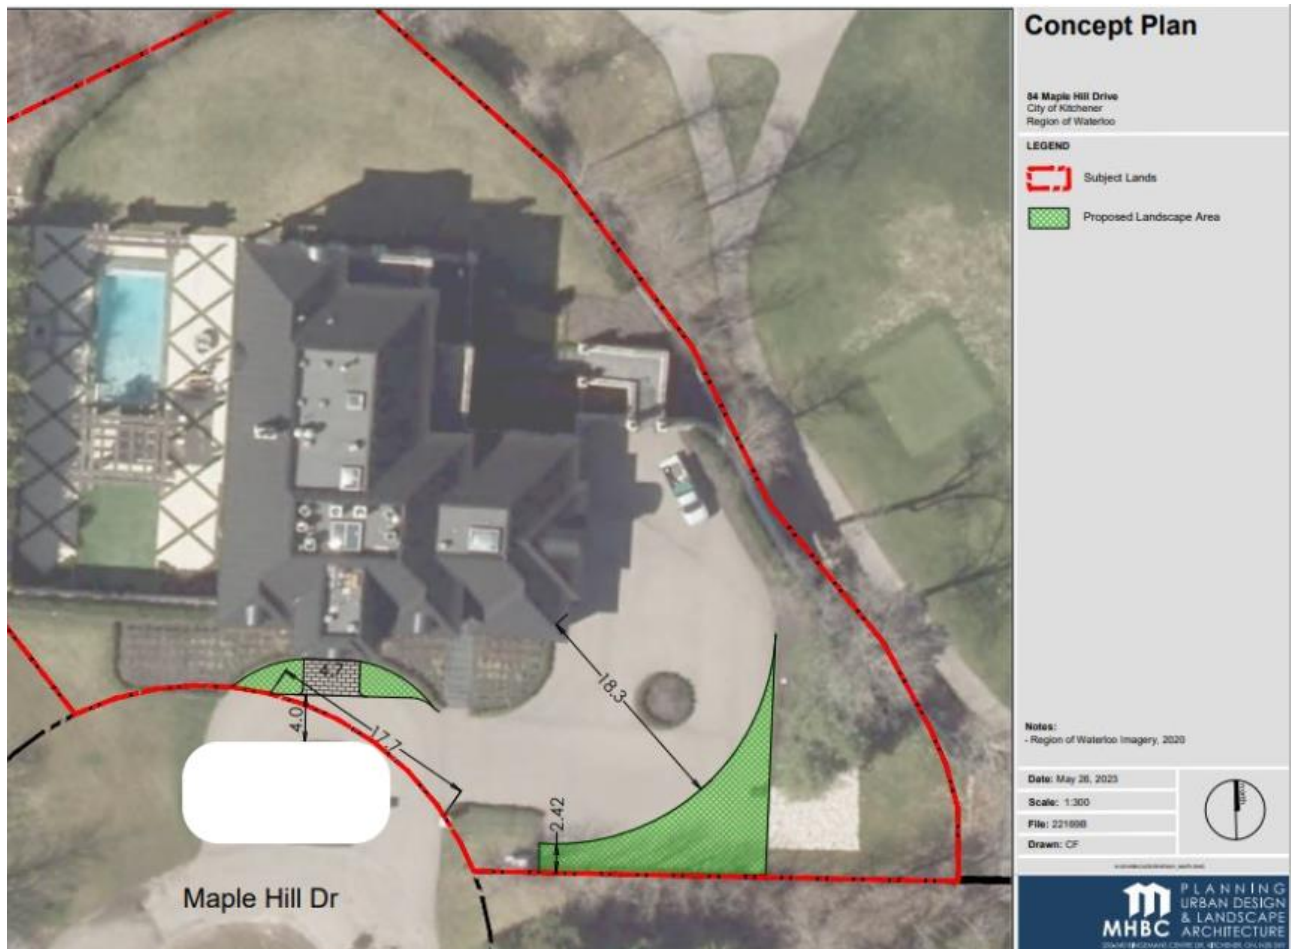 Concept Plan
84 Maple Hill Drive
City of Kitchener
Region of Waterloo
LEGEND
Subject Lands
Proposed Landscape Area
4.7
4.0
17.7
18.3
2.42
Maple Hill Dr
Notes:
- Region of Waterloo Imagery, 2020
Date: May 26, 2023
Scale: 1:300
File: 22169B
Drawn: CF
north
MHBC
PLANNING
URBAN DESIGN
& LANDSCAPE
ARCHITECTURE